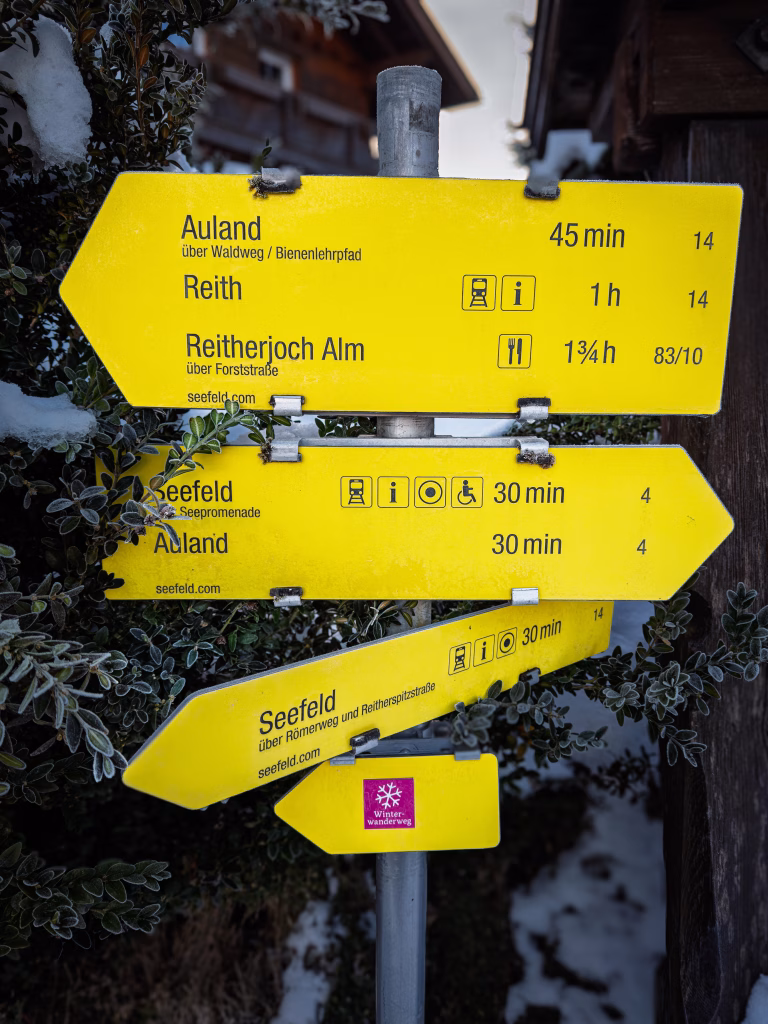 Auland 45 min 14
über Waldweg / Bienenlehrpfad
Reith i 1 h 14
Reitherjoch Alm 1¾ h 83/10
über Forststraße
seefeld.com
Seefeld i 30 min 4
Seepromenade
Auland 30 min 4
seefeld.com
Seefeld i 30 min 14
über Römerweg und Reitherspitzstraße
seefeld.com
Winter-
wanderweg